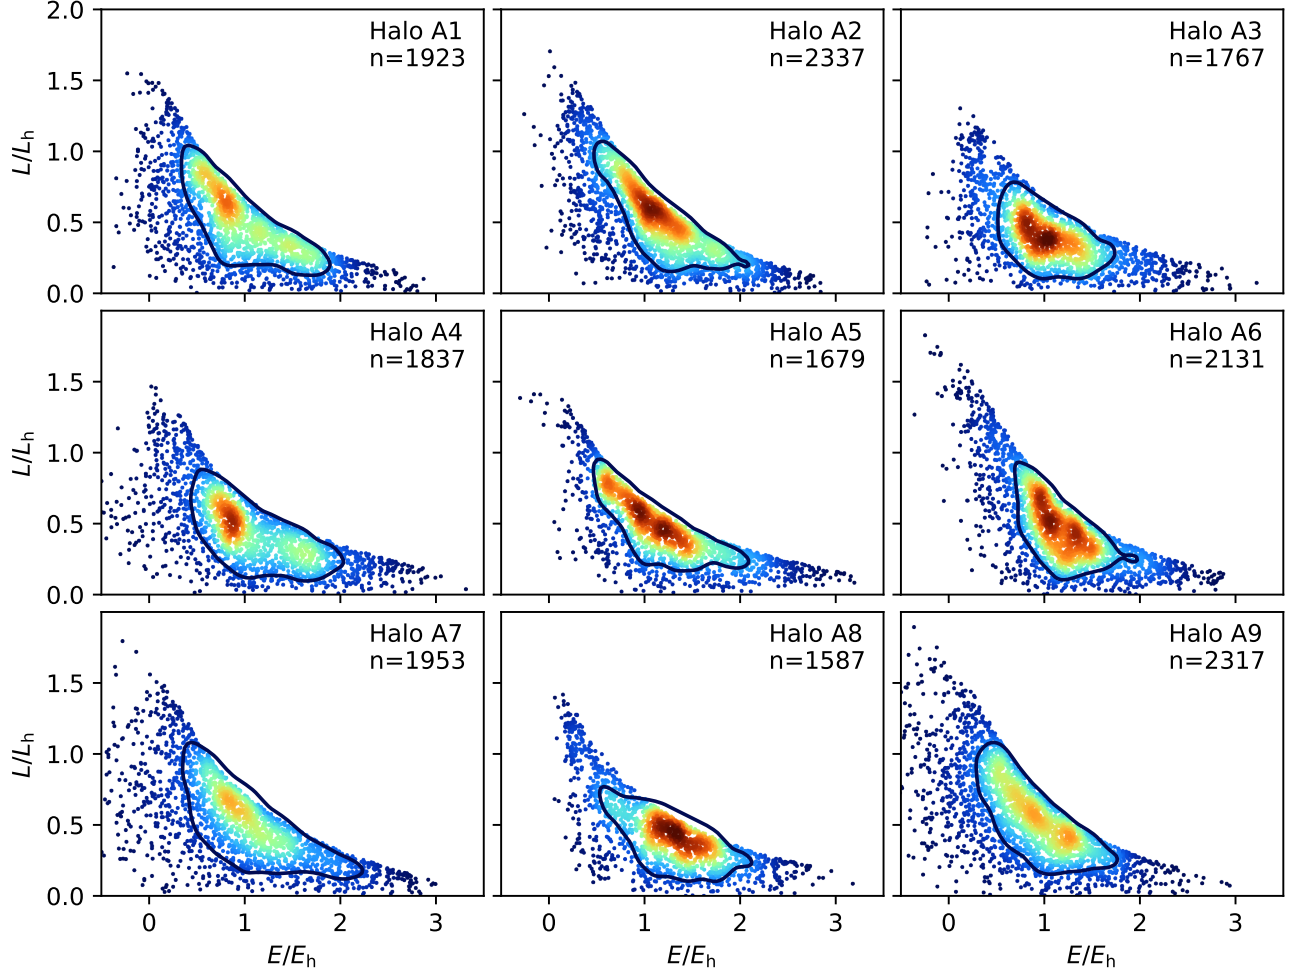 2.0
1.5
1.0
0.5
0.0
L/Lh
0 1 2 3
Halo A1
n=1923
0 1 2 3
Halo A2
n=2337
0 1 2 3
Halo A3
n=1767
1.5
1.0
0.5
0.0
L/Lh
Halo A4
n=1837
Halo A5
n=1679
Halo A6
n=2131
1.5
1.0
0.5
0.0
L/Lh
Halo A7
n=1953
Halo A8
n=1587
Halo A9
n=2317
E/Eh
E/Eh
E/Eh